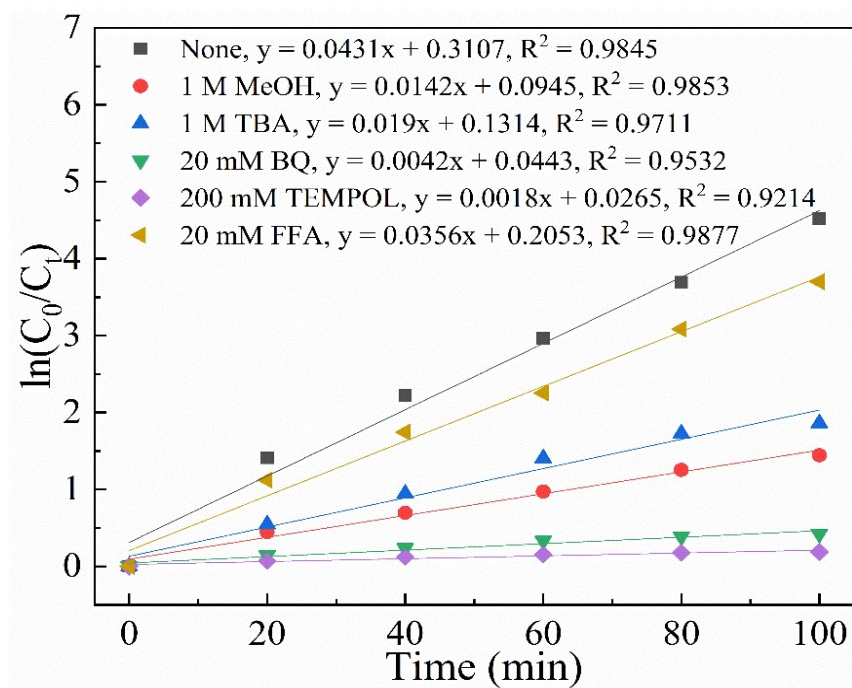 7
6
5
4
3
2
1
0
ln(C₀/Cₜ)
None, y = 0.0431x + 0.3107, R² = 0.9845
1 M MeOH, y = 0.0142x + 0.0945, R² = 0.9853
1 M TBA, y = 0.019x + 0.1314, R² = 0.9711
20 mM BQ, y = 0.0042x + 0.0443, R² = 0.9532
200 mM TEMPOL, y = 0.0018x + 0.0265, R² = 0.9214
20 mM FFA, y = 0.0356x + 0.2053, R² = 0.9877
0 20 40 60 80 100
Time (min)